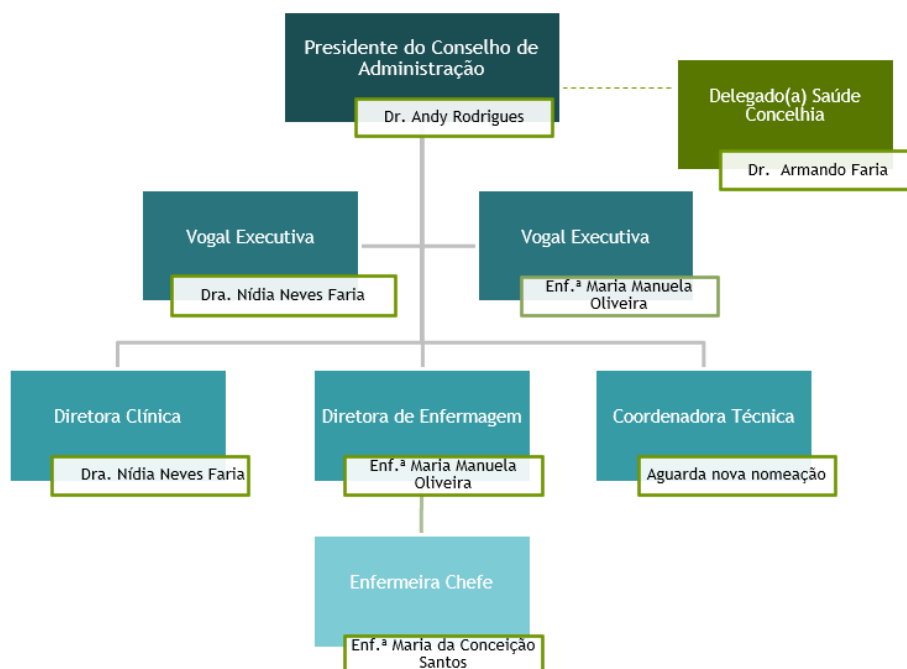 Presidente do Conselho de
Administração
Dr. Andy Rodrigues
Delegado(a) Saúde
Concelhia
Dr. Armando Faria
Vogal Executiva
Dra. Nídia Neves Faria
Vogal Executiva
Enf.ª Maria Manuela
Oliveira
Diretora Clínica
Dra. Nídia Neves Faria
Diretora de Enfermagem
Enf.ª Maria Manuela
Oliveira
Coordenadora Técnica
Aguarda nova nomeação
Enfermeira Chefe
Enf.ª Maria da Conceição
Santos